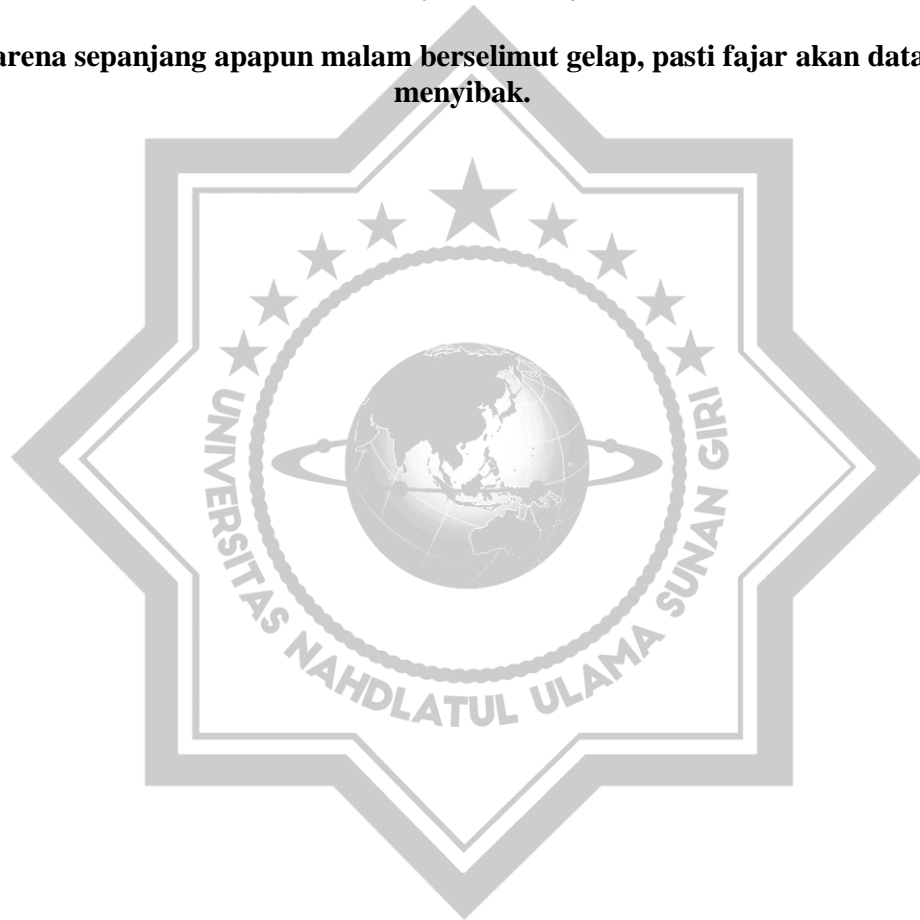 arena sepanjang apapun malam berselimut gelap, pasti fajar akan data
menyibak.
UNIVERSITAS NAHDLATUL ULAMA SUNAN GIRI